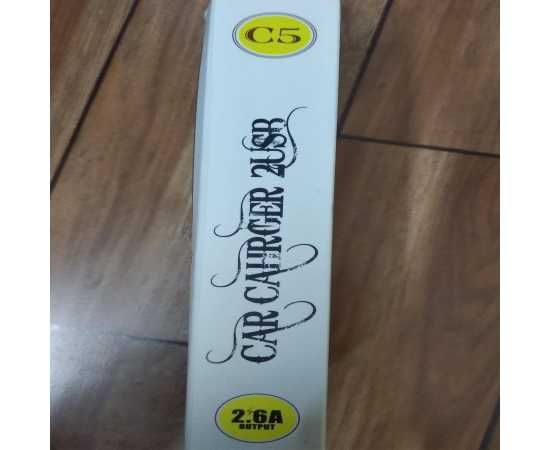 C5
CAR CAHRGER 2USB
2.6A
OUTPUT